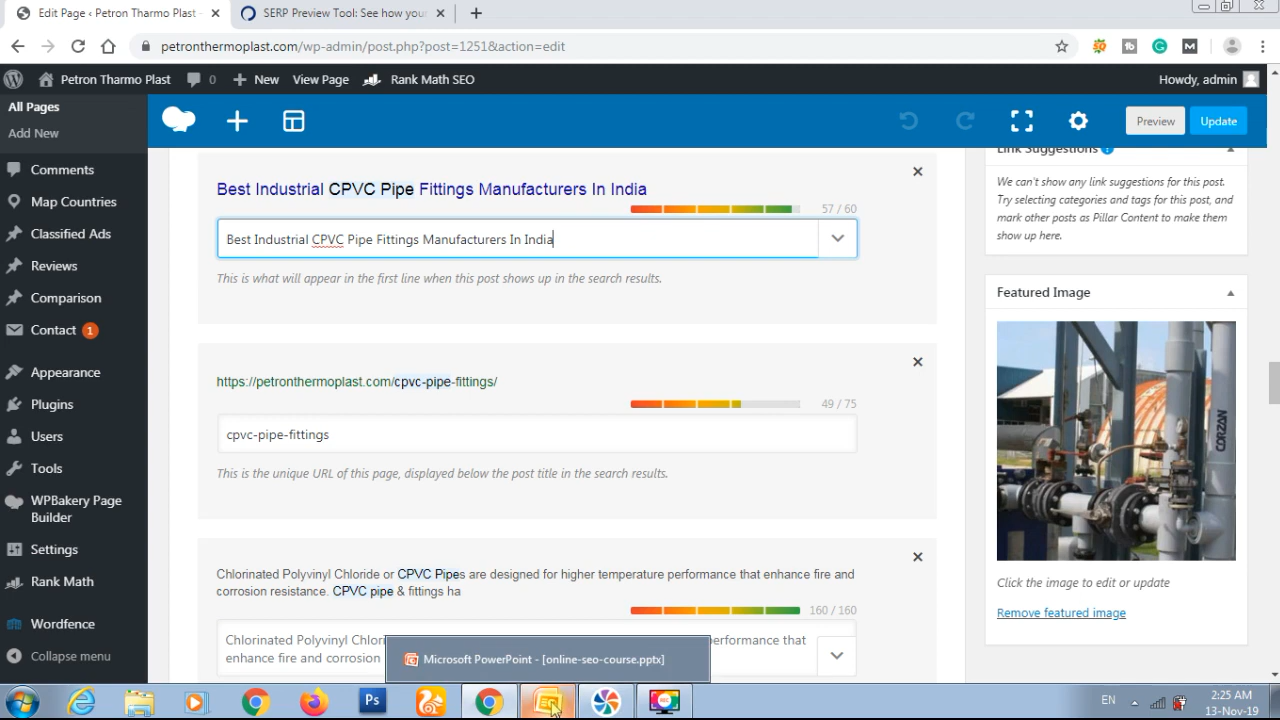 Edit Page ‹ Petron Tharmo Plast -
SERP Preview Tool: See how your
petronthermoplast.com/wp-admin/post.php?post=1251&action=edit
Petron Tharmo Plast
0
New
View Page
Rank Math SEO
Howdy, admin
All Pages
Add New
Comments
Map Countries
Classified Ads
Reviews
Comparison
Contact 1
Appearance
Plugins
Users
Tools
WPBakery Page
Builder
Settings
Rank Math
Wordfence
Collapse menu
Preview
Update
Best Industrial CPVC Pipe Fittings Manufacturers In India
57 / 60
Best Industrial CPVC Pipe Fittings Manufacturers In India
This is what will appear in the first line when this post shows up in the search results.
https://petronthermoplast.com/cpvc-pipe-fittings/
49 / 75
cpvc-pipe-fittings
This is the unique URL of this page, displayed below the post title in the search results.
Chlorinated Polyvinyl Chloride or CPVC Pipes are designed for higher temperature performance that enhance fire and
corrosion resistance. CPVC pipe & fittings ha
160 / 160
Chlorinated Polyvinyl Chlor
performance that
enhance fire and corrosion
Microsoft PowerPoint - [online-seo-course.pptx]
Link Suggestions
We can't show any link suggestions for this post.
Try selecting categories and tags for this post, and
mark other posts as Pillar Content to make them
show up here.
Featured Image
CORZAN
Click the image to edit or update
Remove featured image
Ps
REC
EN
2:25 AM
13-Nov-19